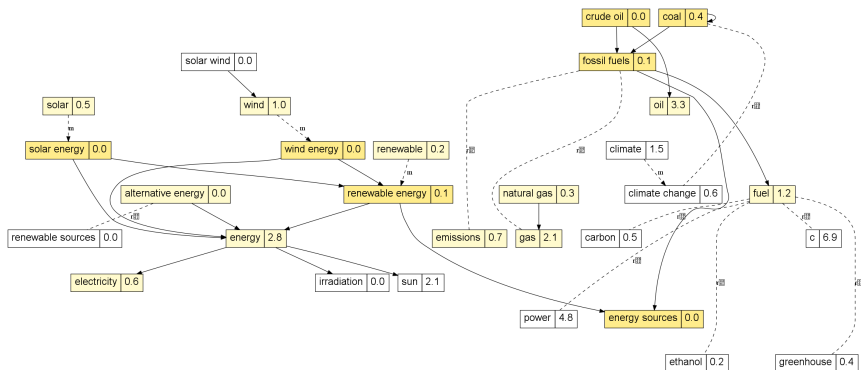 crude oil 0.0
coal 0.4
solar wind 0.0
fossil fuels 0.1
solar 0.5
wind 1.0
oil 3.3
m
m
solar energy 0.0
wind energy 0.0
renewable 0.2
climate 1.5
m
m
alternative energy 0.0
renewable energy 0.1
natural gas 0.3
climate change 0.6
fuel 1.2
renewable sources 0.0
energy 2.8
emissions 0.7
gas 2.1
carbon 0.5
c 6.9
electricity 0.6
irradiation 0.0
sun 2.1
power 4.8
energy sources 0.0
ethanol 0.2
greenhouse 0.4